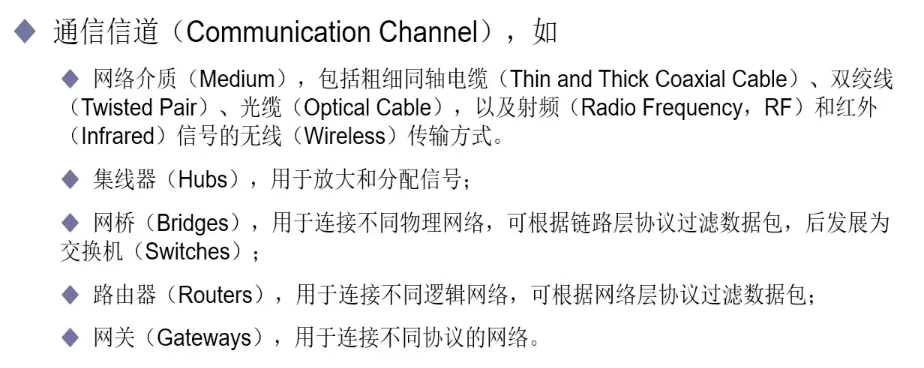 ◆ 通信信道（Communication Channel），如
◆ 网络介质（Medium），包括粗细同轴电缆（Thin and Thick Coaxial Cable）、双绞线
（Twisted Pair）、光缆（Optical Cable），以及射频（Radio Frequency，RF）和红外
（Infrared）信号的无线（Wireless）传输方式。
◆ 集线器（Hubs），用于放大和分配信号；
◆ 网桥（Bridges），用于连接不同物理网络，可根据链路层协议过滤数据包，后发展为
交换机（Switches）；
◆ 路由器（Routers），用于连接不同逻辑网络，可根据网络层协议过滤数据包；
◆ 网关（Gateways），用于连接不同协议的网络。